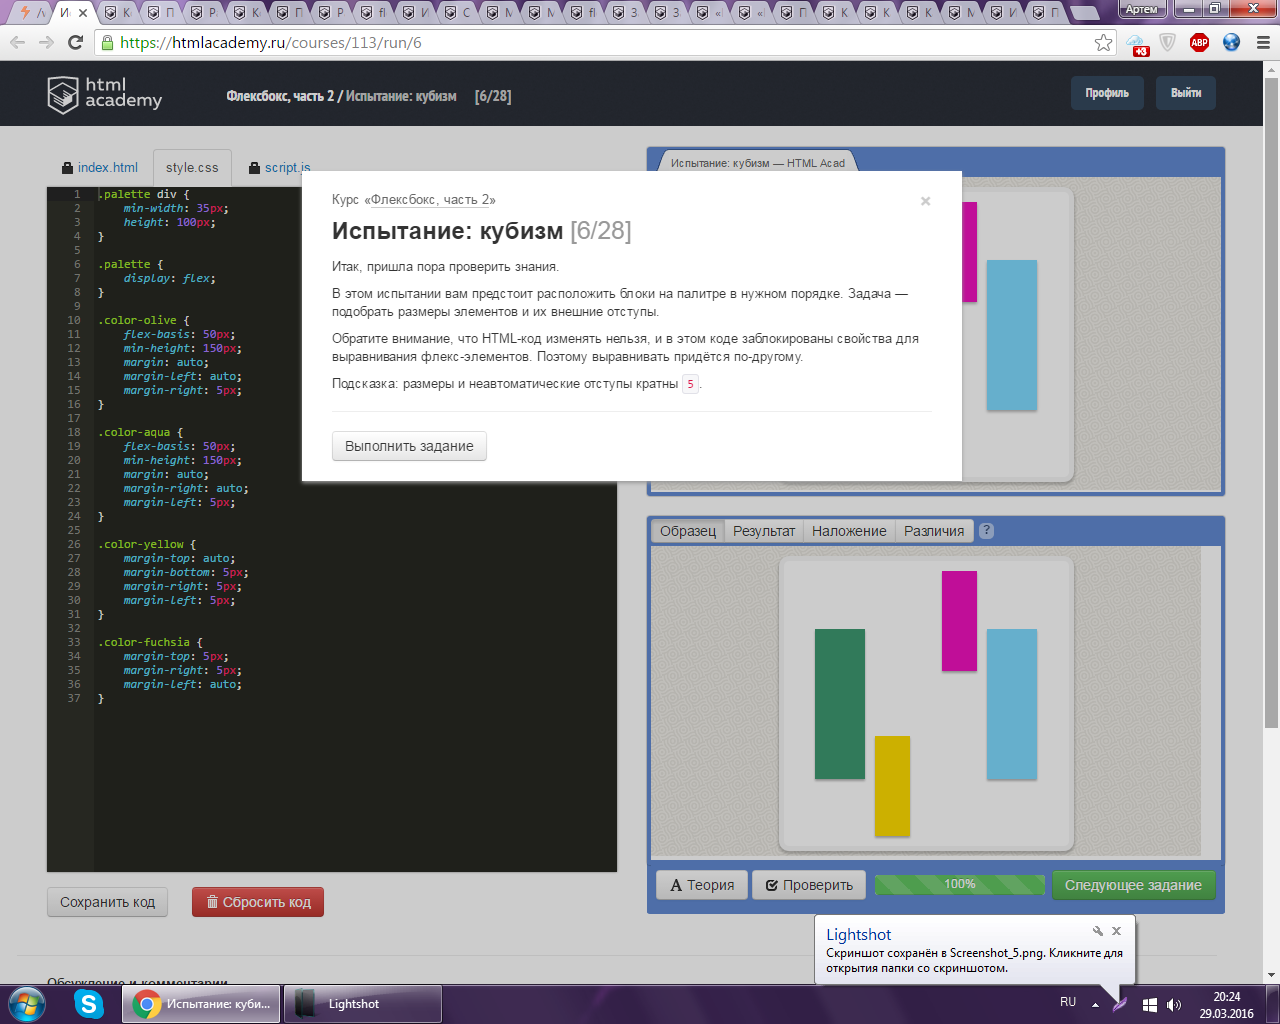 Артем
https://htmlacademy.ru/courses/113/run/6
+3
ABP
html
academy
Флексбокс, часть 2 / Испытание: кубизм [6/28]
Профиль
Выйти
index.html
style.css
script.js
1 .palette div {
2 min-width: 35px;
3 height: 100px;
4 }
5
6 .palette {
7 display: flex;
8 }
9
10 .color-olive {
11 flex-basis: 50px;
12 min-height: 150px;
13 margin: auto;
14 margin-left: auto;
15 margin-right: 5px;
16 }
17
18 .color-aqua {
19 flex-basis: 50px;
20 min-height: 150px;
21 margin: auto;
22 margin-right: auto;
23 margin-left: 5px;
24 }
25
26 .color-yellow {
27 margin-top: auto;
28 margin-bottom: 5px;
29 margin-right: 5px;
30 margin-left: 5px;
31 }
32
33 .color-fuchsia {
34 margin-top: 5px;
35 margin-right: 5px;
36 margin-left: auto;
37 }
Сохранить код
Сбросить код
Курс «Флексбокс, часть 2»
×
Испытание: кубизм [6/28]
Итак, пришла пора проверить знания.
В этом испытании вам предстоит расположить блоки на палитре в нужном порядке. Задача —
подобрать размеры элементов и их внешние отступы.
Обратите внимание, что HTML-код изменять нельзя, и в этом коде заблокированы свойства для
выравнивания флекс-элементов. Поэтому выравнивать придётся по-другому.
Подсказка: размеры и неавтоматические отступы кратны 5.
Выполнить задание
Испытание: кубизм — HTML Acad
Образец
Результат
Наложение
Различия
?
Теория
Проверить
100%
Следующее задание
Обсуждение и комментарии
Lightshot
Скриншот сохранён в Screenshot_5.png. Кликните для
открытия папки со скриншотом.
Испытание: куби...
Lightshot
RU
20:24
29.03.2016